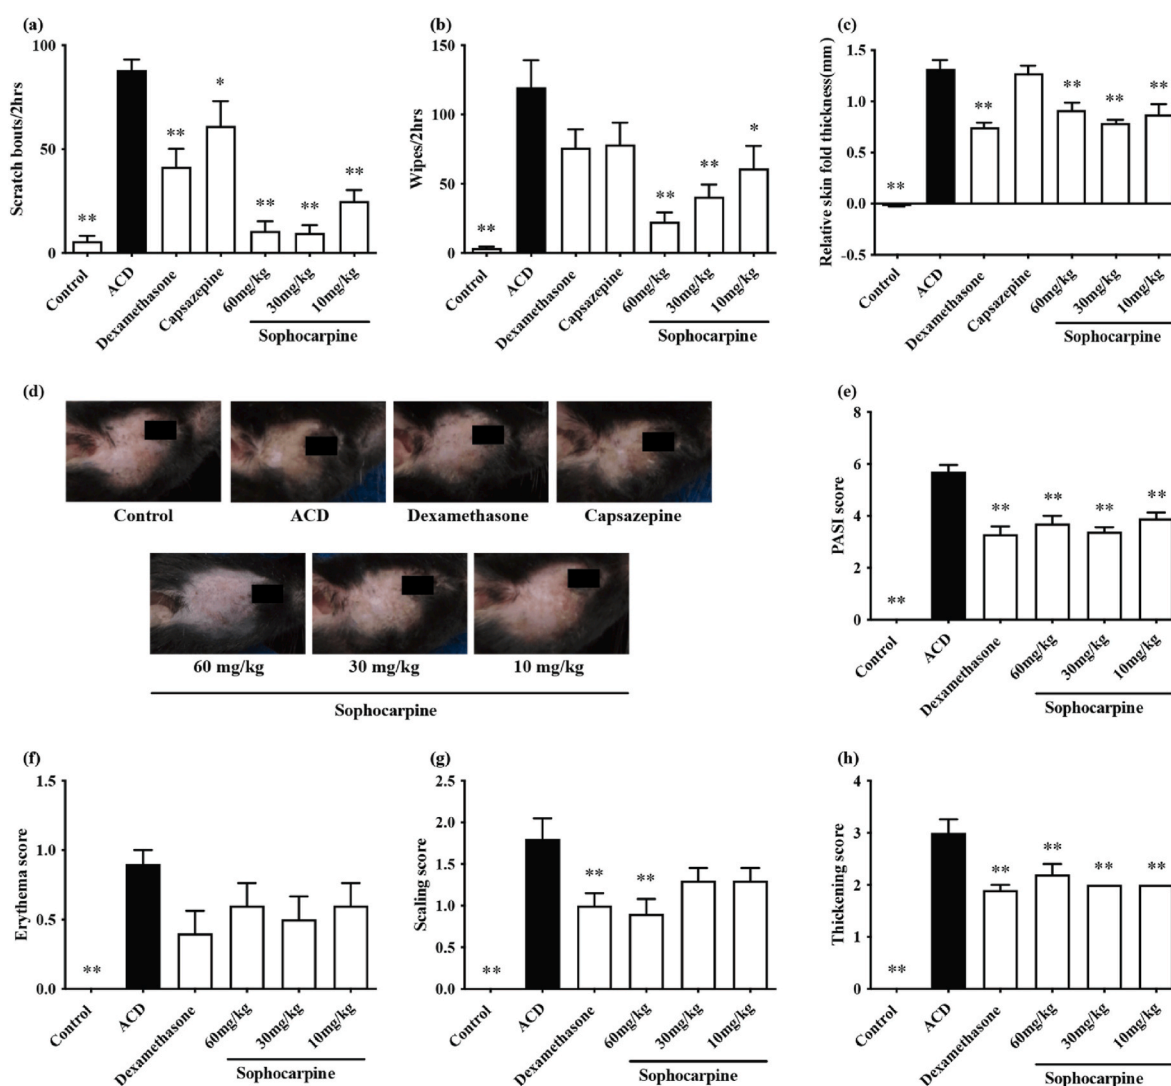 (a)
Scratch bouts/2hrs
100
50
0
**
**
*
**
**
**
Control
ACD
Dexamethasone
Capsazepine
60mg/kg
30mg/kg
10mg/kg
Sophocarpine
(b)
Wipes/2hrs
150
100
50
0
**
**
**
*
Control
ACD
Dexamethasone
Capsazepine
60mg/kg
30mg/kg
10mg/kg
Sophocarpine
(c)
Relative skin fold thickness(mm)
1.5
1.0
0.5
0.0
-0.5
**
**
**
**
**
Control
ACD
Dexamethasone
Capsazepine
60mg/kg
30mg/kg
10mg/kg
Sophocarpine
(d)
Control
ACD
Dexamethasone
Capsazepine
60 mg/kg
30 mg/kg
10 mg/kg
Sophocarpine
(e)
PASI score
8
6
4
2
0
**
**
**
**
**
Control
ACD
Dexamethasone
60mg/kg
30mg/kg
10mg/kg
Sophocarpine
(f)
Erythema score
1.5
1.0
0.5
0.0
**
Control
ACD
Dexamethasone
60mg/kg
30mg/kg
10mg/kg
Sophocarpine
(g)
Scaling score
2.5
2.0
1.5
1.0
0.5
0.0
**
**
**
Control
ACD
Dexamethasone
60mg/kg
30mg/kg
10mg/kg
Sophocarpine
(h)
Thickening score
4
3
2
1
0
**
**
**
**
**
Control
ACD
Dexamethasone
60mg/kg
30mg/kg
10mg/kg
Sophocarpine